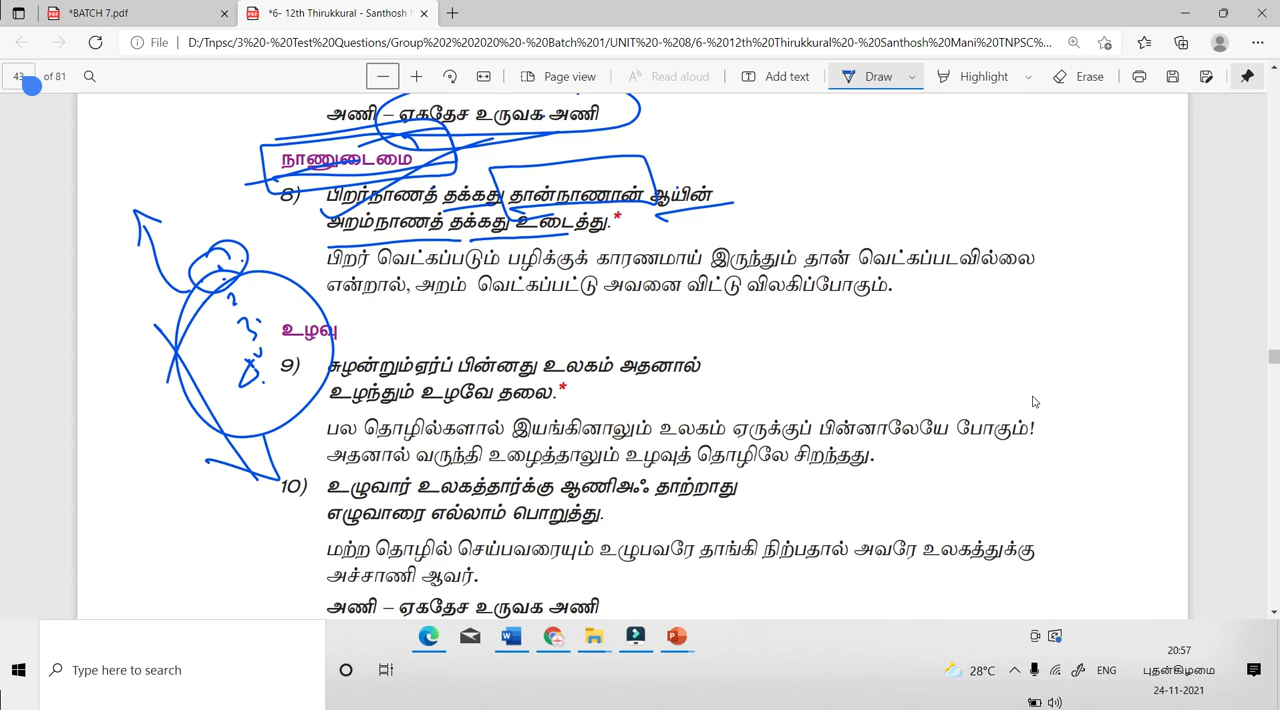 *BATCH 7.pdf
*6- 12th Thirukkural - Santhosh M
File D:/Tnpsc/3%20-%20Test%20Questions/Group%202%202020%20-%20Batch%201/UNIT%20-%208/6-%2012th%20Thirukkural%20-%20Santhosh%20Mani%20TNPSC%...
43 of 81 Page view Read aloud Add text Draw Highlight Erase
அணி – ஏகதேச உருவக அணி
நாணுடைமை
8) பிறர்நாணத் தக்கது தான்நாணான் ஆயின்
அறம்நாணத் தக்கது உடைத்து.*
பிறர் வெட்கப்படும் பழிக்குக் காரணமாய் இருந்தும் தான் வெட்கப்படவில்லை
என்றால், அறம் வெட்கப்பட்டு அவனை விட்டு விலகிப்போகும்.
2
3
உழவு
4
9) சுழன்றும்ஏர்ப் பின்னது உலகம் அதனால்
உழந்தும் உழவே தலை.*
பல தொழில்களால் இயங்கினாலும் உலகம் ஏருக்குப் பின்னாலேயே போகும்!
அதனால் வருந்தி உழைத்தாலும் உழவுத் தொழிலே சிறந்தது.
10) உழுவார் உலகத்தார்க்கு ஆணிஅஃ தாற்றாது
எழுவாரை எல்லாம் பொறுத்து.
மற்ற தொழில் செய்பவரையும் உழுபவரே தாங்கி நிற்பதால் அவரே உலகத்துக்கு
அச்சாணி ஆவர்.
அணி – ஏகதேச உருவக அணி
Type here to search
28°C ENG
20:57
புதன்கிழமை
24-11-2021